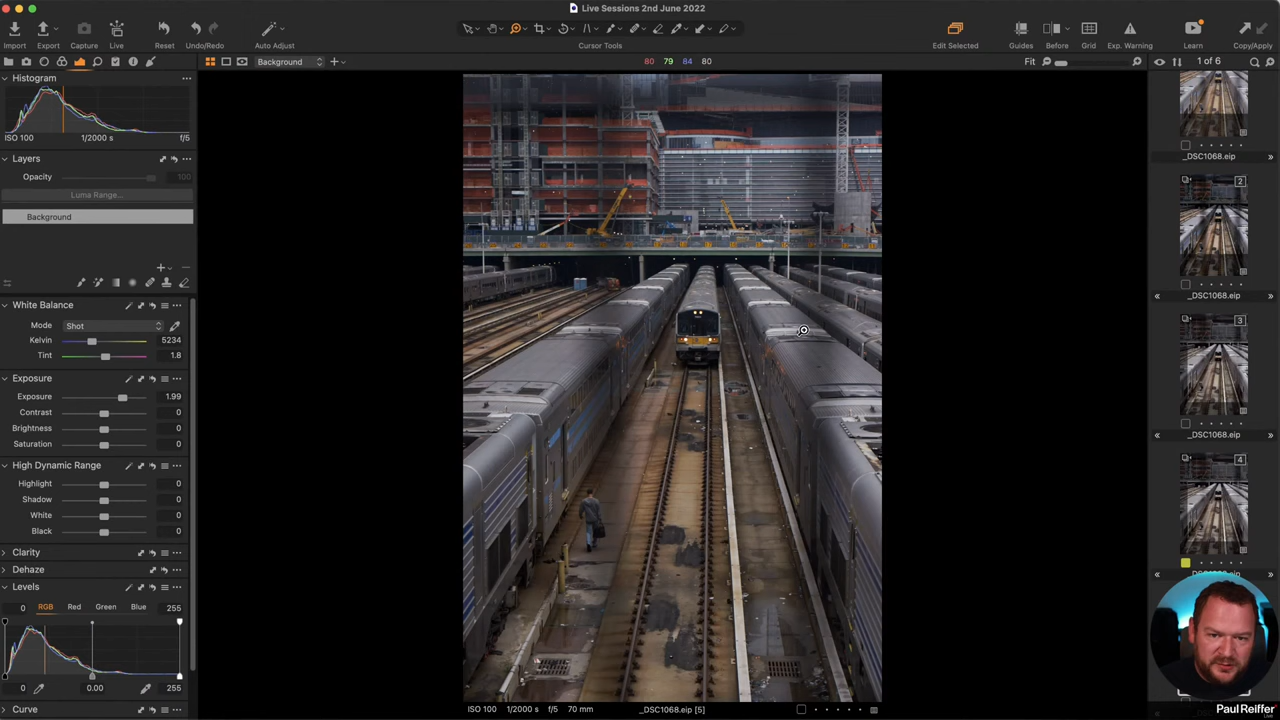 Live Sessions 2nd June 2022
Import Export Capture Live Reset Undo/Redo Auto Adjust Cursor Tools Edit Selected Guides Before Grid Exp. Warning Learn Copy/Apply
Background
80 79 84 80
Fit
1 of 6
Histogram
ISO 100 1/2000 s f/5
Layers
Opacity 100
Luma Range...
Background
White Balance
Mode Shot
Kelvin 5234
Tint 1.8
Exposure
Exposure 1.99
Contrast 0
Brightness 0
Saturation 0
High Dynamic Range
Highlight 0
Shadow 0
White 0
Black 0
Clarity
Dehaze
Levels
0 RGB Red Green Blue 255
0 0.00 255
Curve
ISO 100 1/2000 s f/5 70 mm _DSC1068.eip [5]
_DSC1068.eip
2
_DSC1068.eip
3
_DSC1068.eip
4
Paul Reiffer
Live